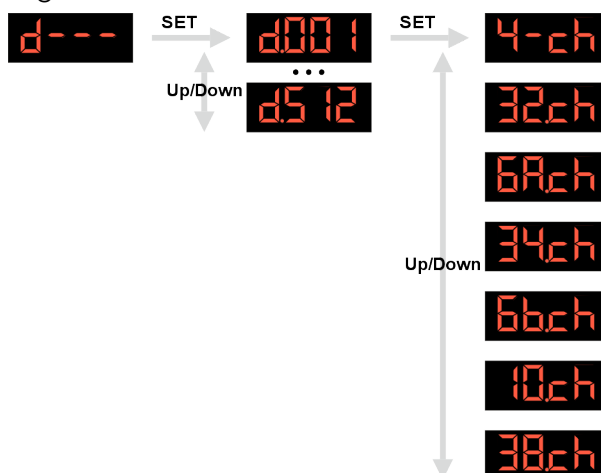 d--- SET d.001 SET 4-ch
...
Up/Down d.512 32.ch
6A.ch
34.ch
Up/Down
6b.ch
10.ch
38.ch